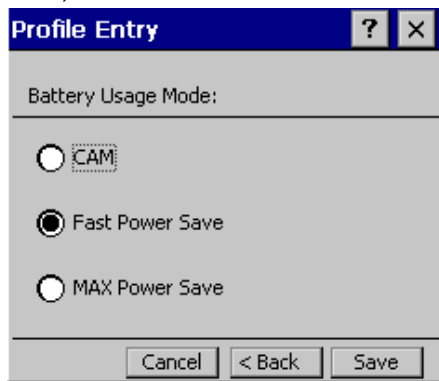 Profile Entry ? X
Battery Usage Mode:
CAM
Fast Power Save
MAX Power Save
Cancel < Back Save